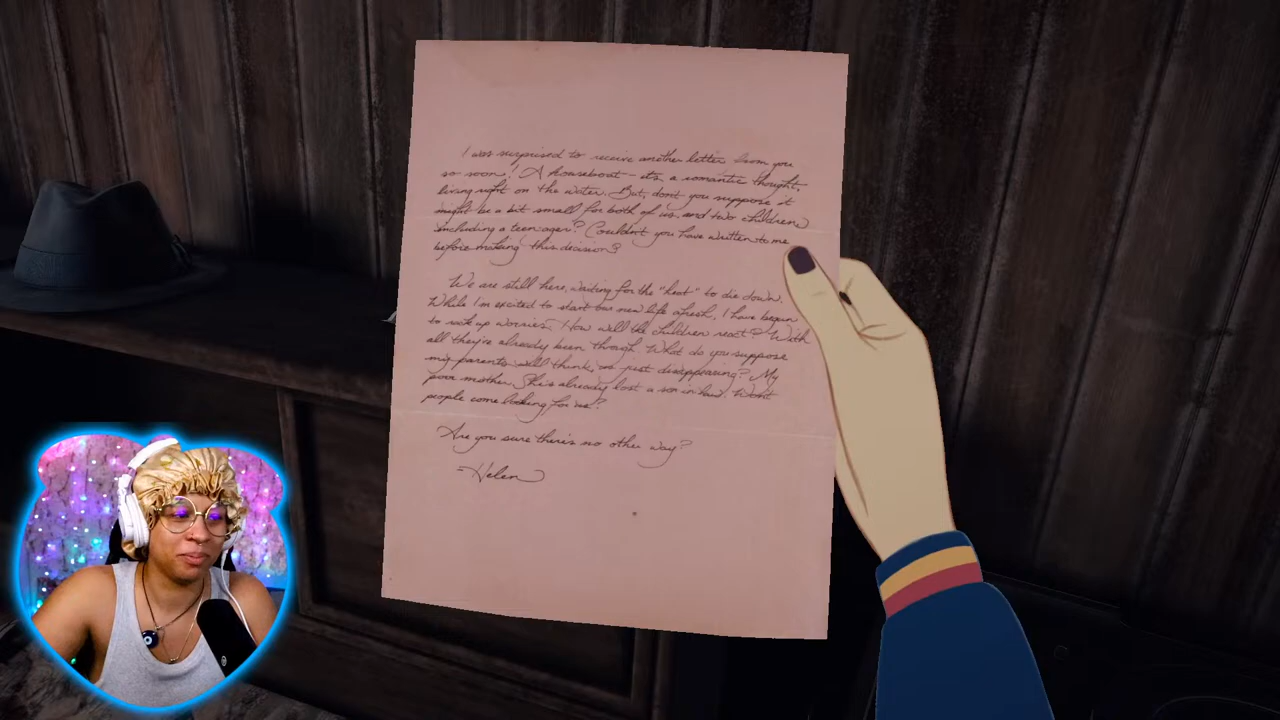 I was surprised to receive another letter from you
so soon! A houseboat - it's a romantic thought,
living right on the water. But, don't you suppose it
might be a bit small for both of us, and two children,
including a teenager? Couldn't you have written to me
before making this decision?
We are still here, waiting for the "heat" to die down.
While I'm excited to start our new life afresh, I have begun
to rack up worries. How will the children react? With
all they've already been through. What do you suppose
my parents will think, us just disappearing? My
poor mother. She's already lost a son in law. Won't
people come looking for us?
Are you sure there's no other way?
-Helen